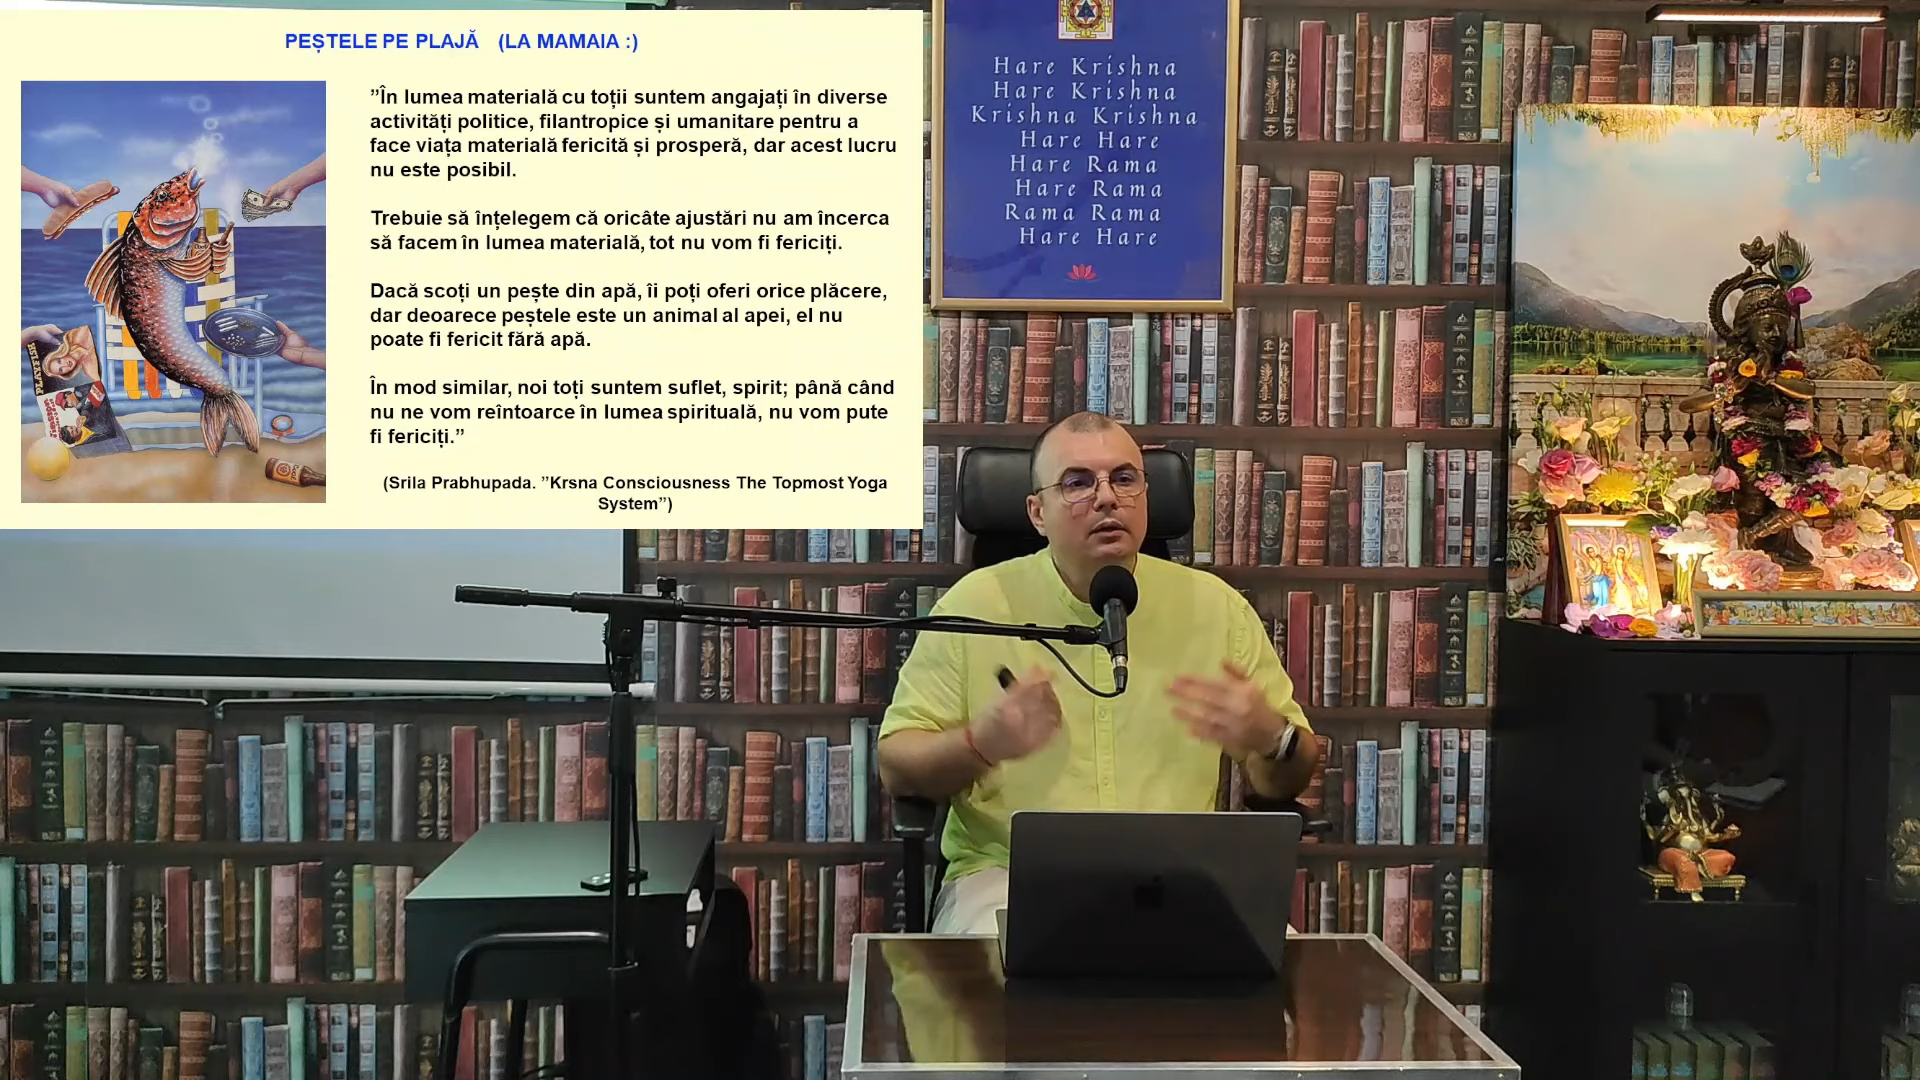 PEȘTELE PE PLAJĂ (LA MAMAIA :)
”În lumea materială cu toții suntem angajați în diverse
activități politice, filantropice și umanitare pentru a
face viața materială fericită și prosperă, dar acest lucru
nu este posibil.
Trebuie să înțelegem că oricâte ajustări nu am încerca
să facem în lumea materială, tot nu vom fi fericiți.
Dacă scoți un pește din apă, îi poți oferi orice plăcere,
dar deoarece peștele este un animal al apei, el nu
poate fi fericit fără apă.
În mod similar, noi toți suntem suflet, spirit; până când
nu ne vom reîntoarce în lumea spirituală, nu vom pute
fi fericiți.”
(Srila Prabhupada. ”Krsna Consciousness The Topmost Yoga
System”)
PLAYFISH
Hare Krishna
Hare Krishna
Krishna Krishna
Hare Hare
Hare Rama
Hare Rama
Rama Rama
Hare Hare